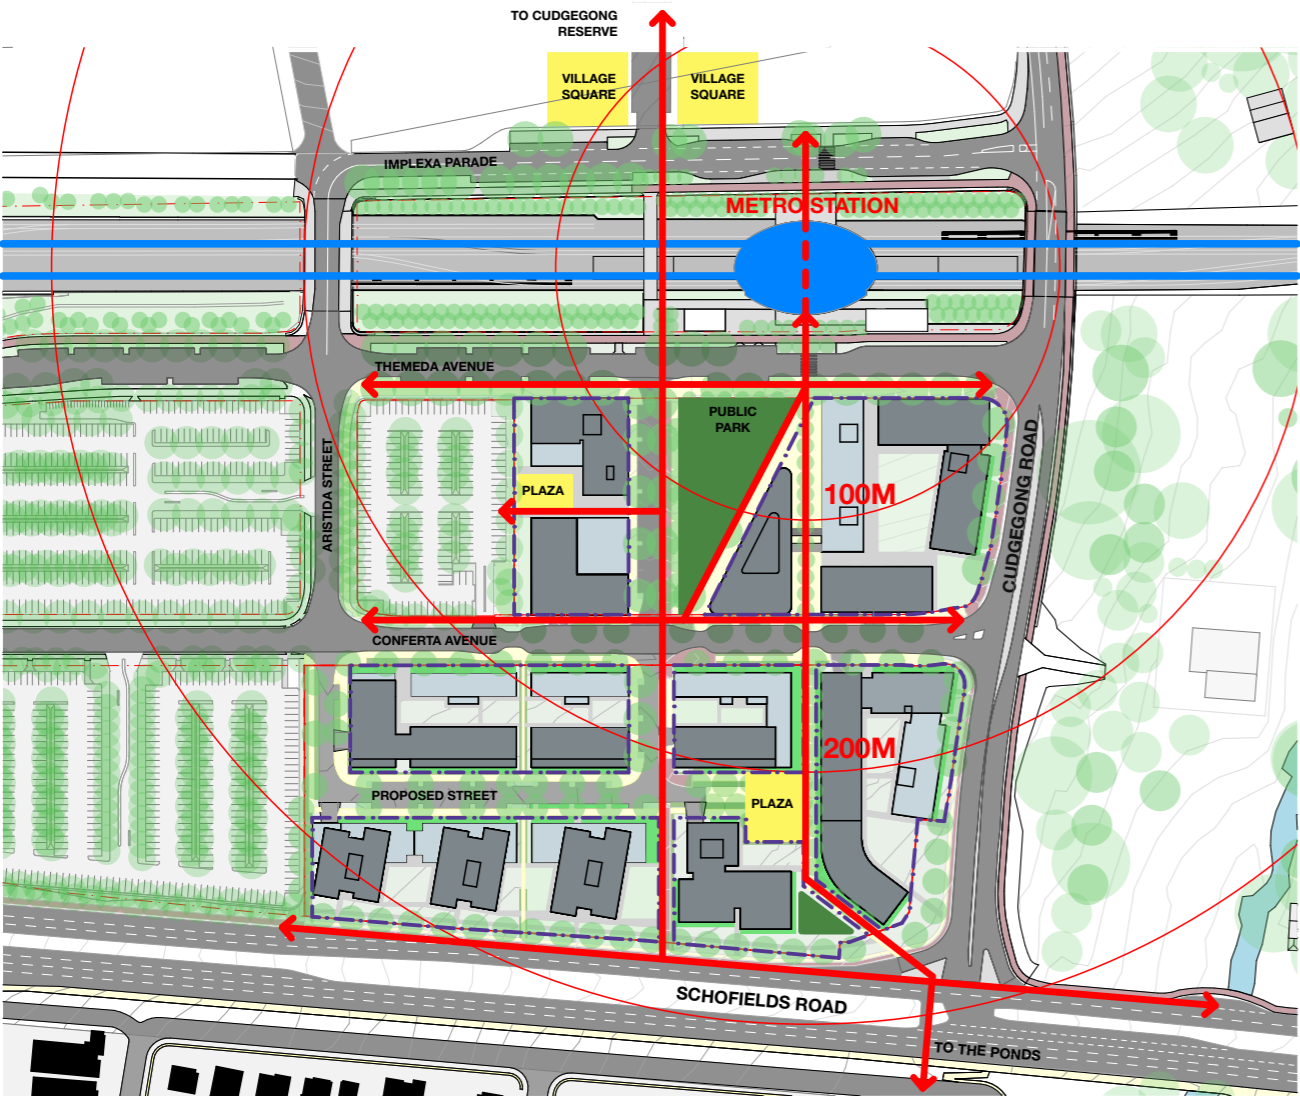 TO CUDGEGONG
RESERVE
VILLAGE
SQUARE
VILLAGE
SQUARE
IMPLEXA PARADE
METRO STATION
THEMEDA AVENUE
PUBLIC
PARK
ARISTIDA STREET
PLAZA
100M
CUDGEGONG ROAD
CONFERTA AVENUE
200M
PROPOSED STREET
PLAZA
SCHOFIELDS ROAD
TO THE PONDS